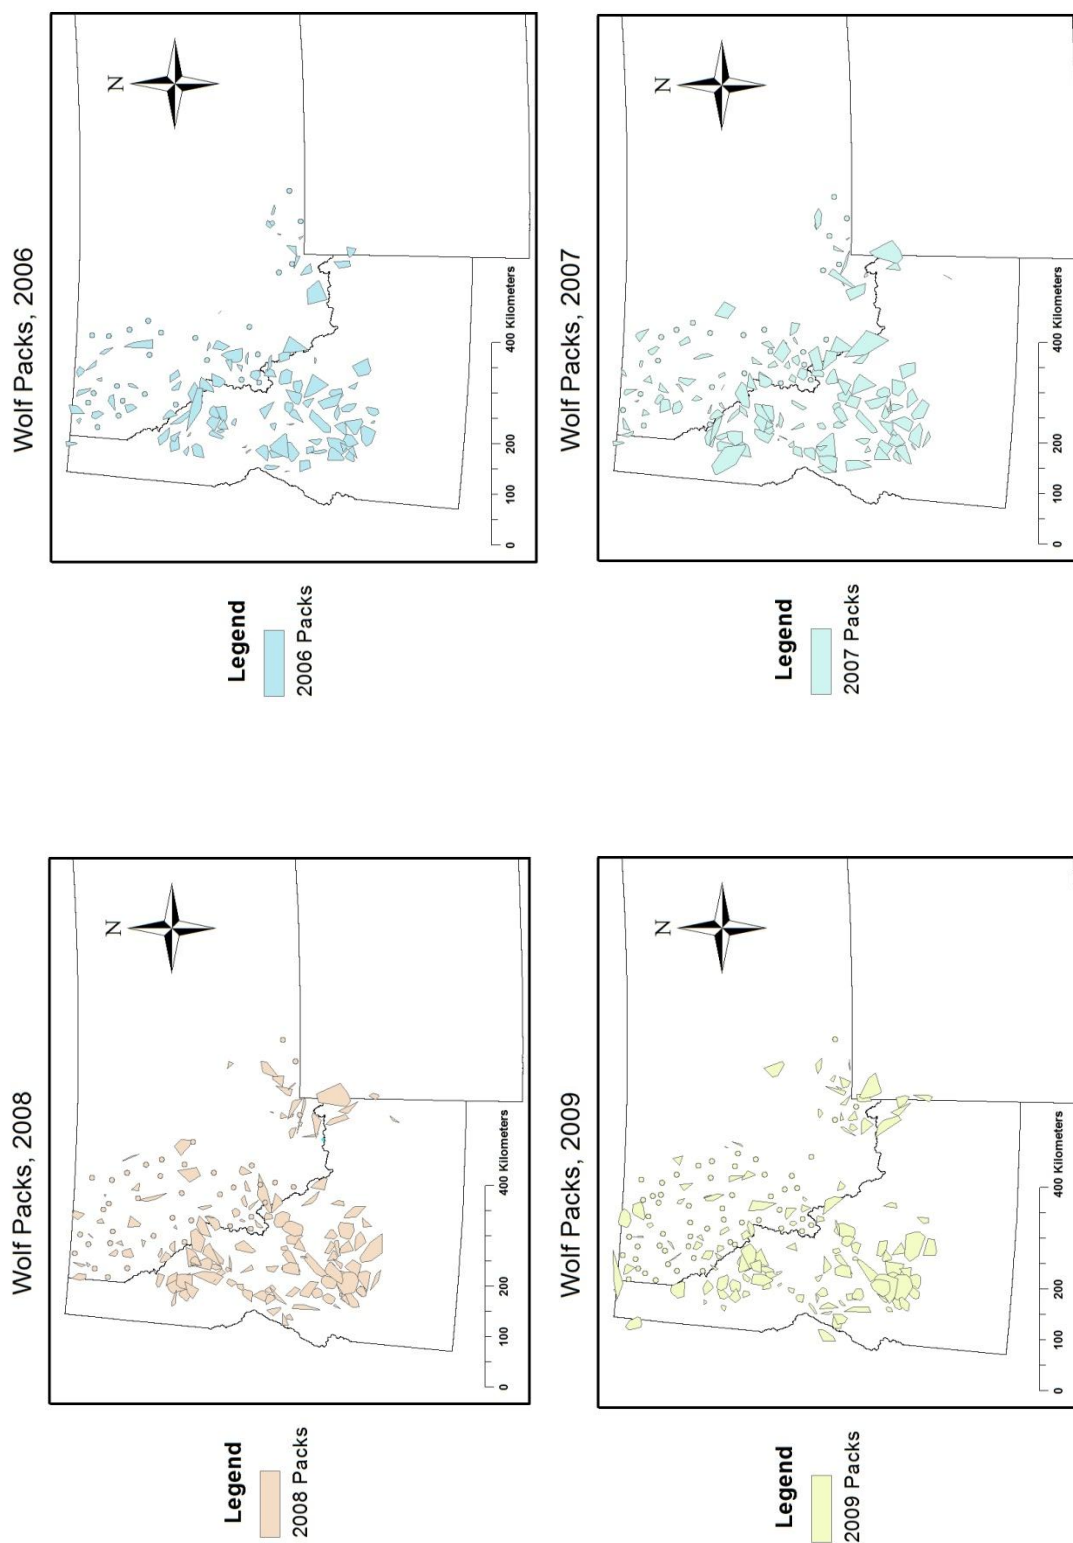 Wolf Packs, 2006
N
0 100 200 400 Kilometers
Legend
2006 Packs
Wolf Packs, 2007
N
0 100 200 400 Kilometers
Legend
2007 Packs
Wolf Packs, 2008
N
0 100 200 400 Kilometers
Legend
2008 Packs
Wolf Packs, 2009
N
0 100 200 400 Kilometers
Legend
2009 Packs